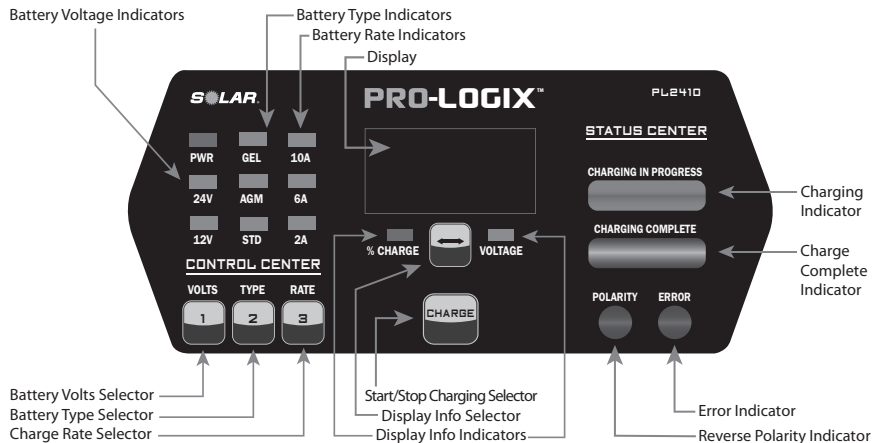 Battery Voltage Indicators
Battery Type Indicators
Battery Rate Indicators
Display
SOLAR®
PRO-LOGIX™
PL2410
STATUS CENTER
PWR GEL 10A
24V AGM 6A
12V STD 2A
CHARGING IN PROGRESS
Charging
Indicator
% CHARGE VOLTAGE
CHARGING COMPLETE
Charge
Complete
Indicator
CONTROL CENTER
VOLTS TYPE RATE
1 2 3
CHARGE
POLARITY ERROR
Battery Volts Selector
Battery Type Selector
Charge Rate Selector
Start/Stop Charging Selector
Display Info Selector
Display Info Indicators
Error Indicator
Reverse Polarity Indicator